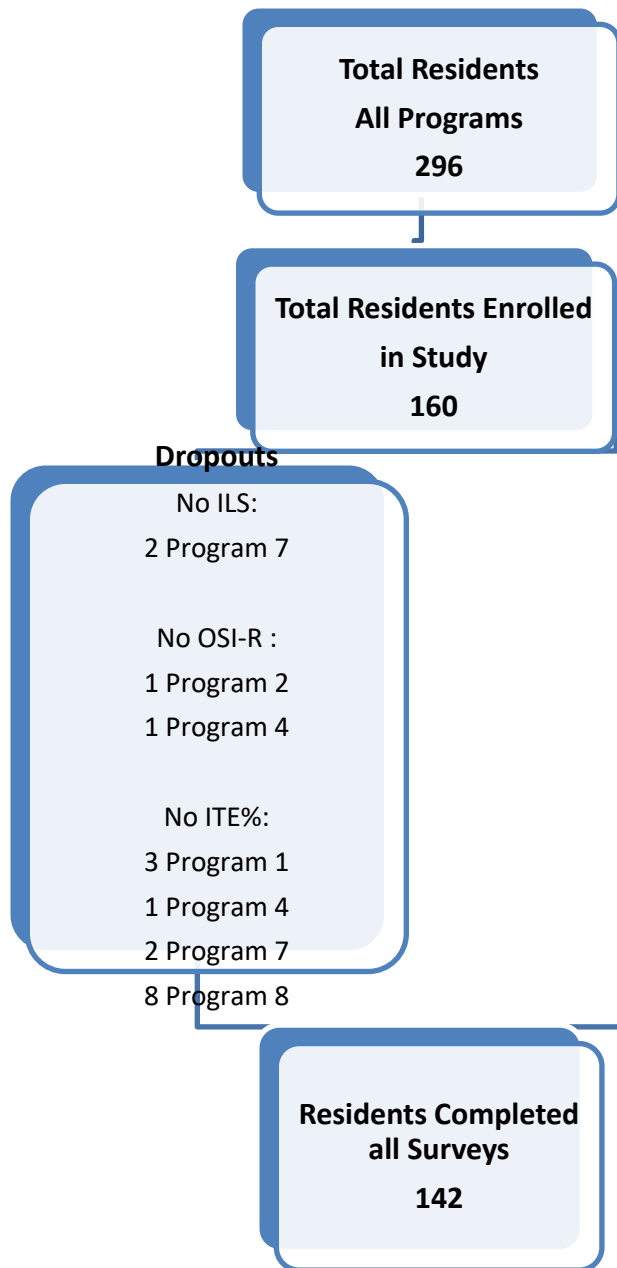 Total Residents
All Programs
296
Total Residents Enrolled
in Study
160
Dropouts
No ILS:
2 Program 7
No OSI-R :
1 Program 2
1 Program 4
No ITE%:
3 Program 1
1 Program 4
2 Program 7
8 Program 8
Residents Completed
all Surveys
142